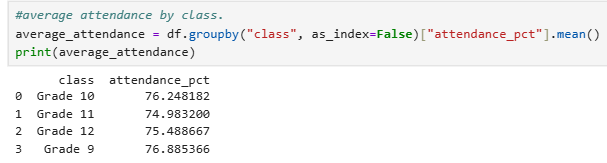 #average attendance by class.
average_attendance = df.groupby("class", as_index=False)["attendance_pct"].mean()
print(average_attendance)
class attendance_pct
0 Grade 10 76.248182
1 Grade 11 74.983200
2 Grade 12 75.488667
3 Grade 9 76.885366